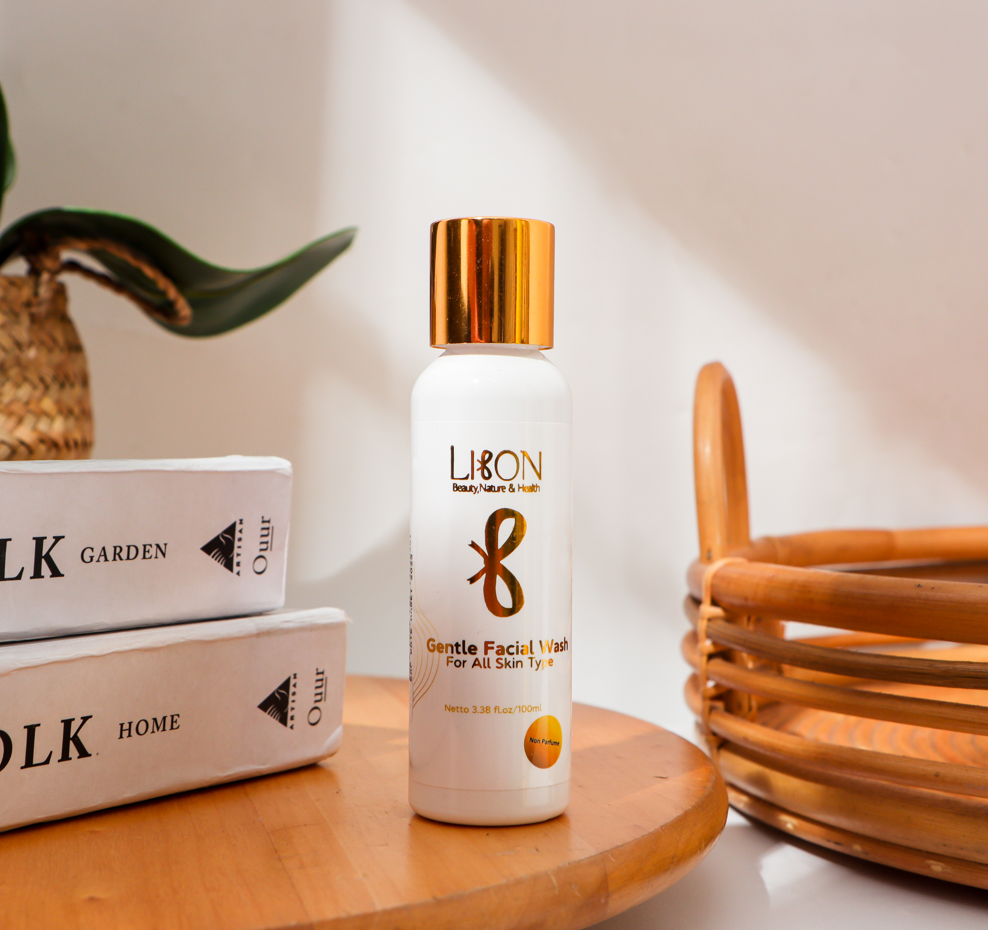 LIBON
Beauty,Nature & Health
Gentle Facial Wash
For All Skin Type
Netto 3.38 fl.oz/100ml
Non Parfume
LK GARDEN
ARTISAN
Ouur
OLK HOME
ARTISAN
Ouur